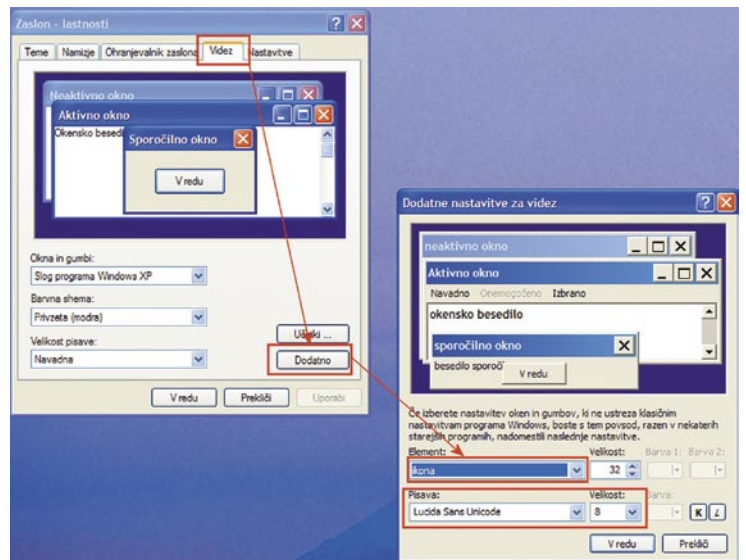 Zaslon - lastnosti
Teme Namizje Ohranjevalnik zaslona Videz Nastavitve
Neaktivno okno
Aktivno okno
Okensko besedi
Sporočilno okno
V redu
Okna in gumbi:
Slog programa Windows XP
Barvna shema:
Privzeta (modra)
Velikost pisave:
Navadna
Učinki ...
Dodatno
V redu Prekliči Uporabi
Dodatne nastavitve za videz
neaktivno okno
Aktivno okno
Navadno Onemogočeno Izbrano
okensko besedilo
sporočilno okno
besedilo sporoči
V redu
Če izberete nastavitev oken in gumbov, ki ne ustreza klasičnim
nastavitvam programa Windows, boste s tem povsod, razen v nekaterih
starejših programih, nadomestili naslednje nastavitve.
Element: Velikost: Barva 1: Barva 2:
Ikona 32
Pisava: Velikost: Barva:
Lucida Sans Unicode 8 K L
V redu Prekliči